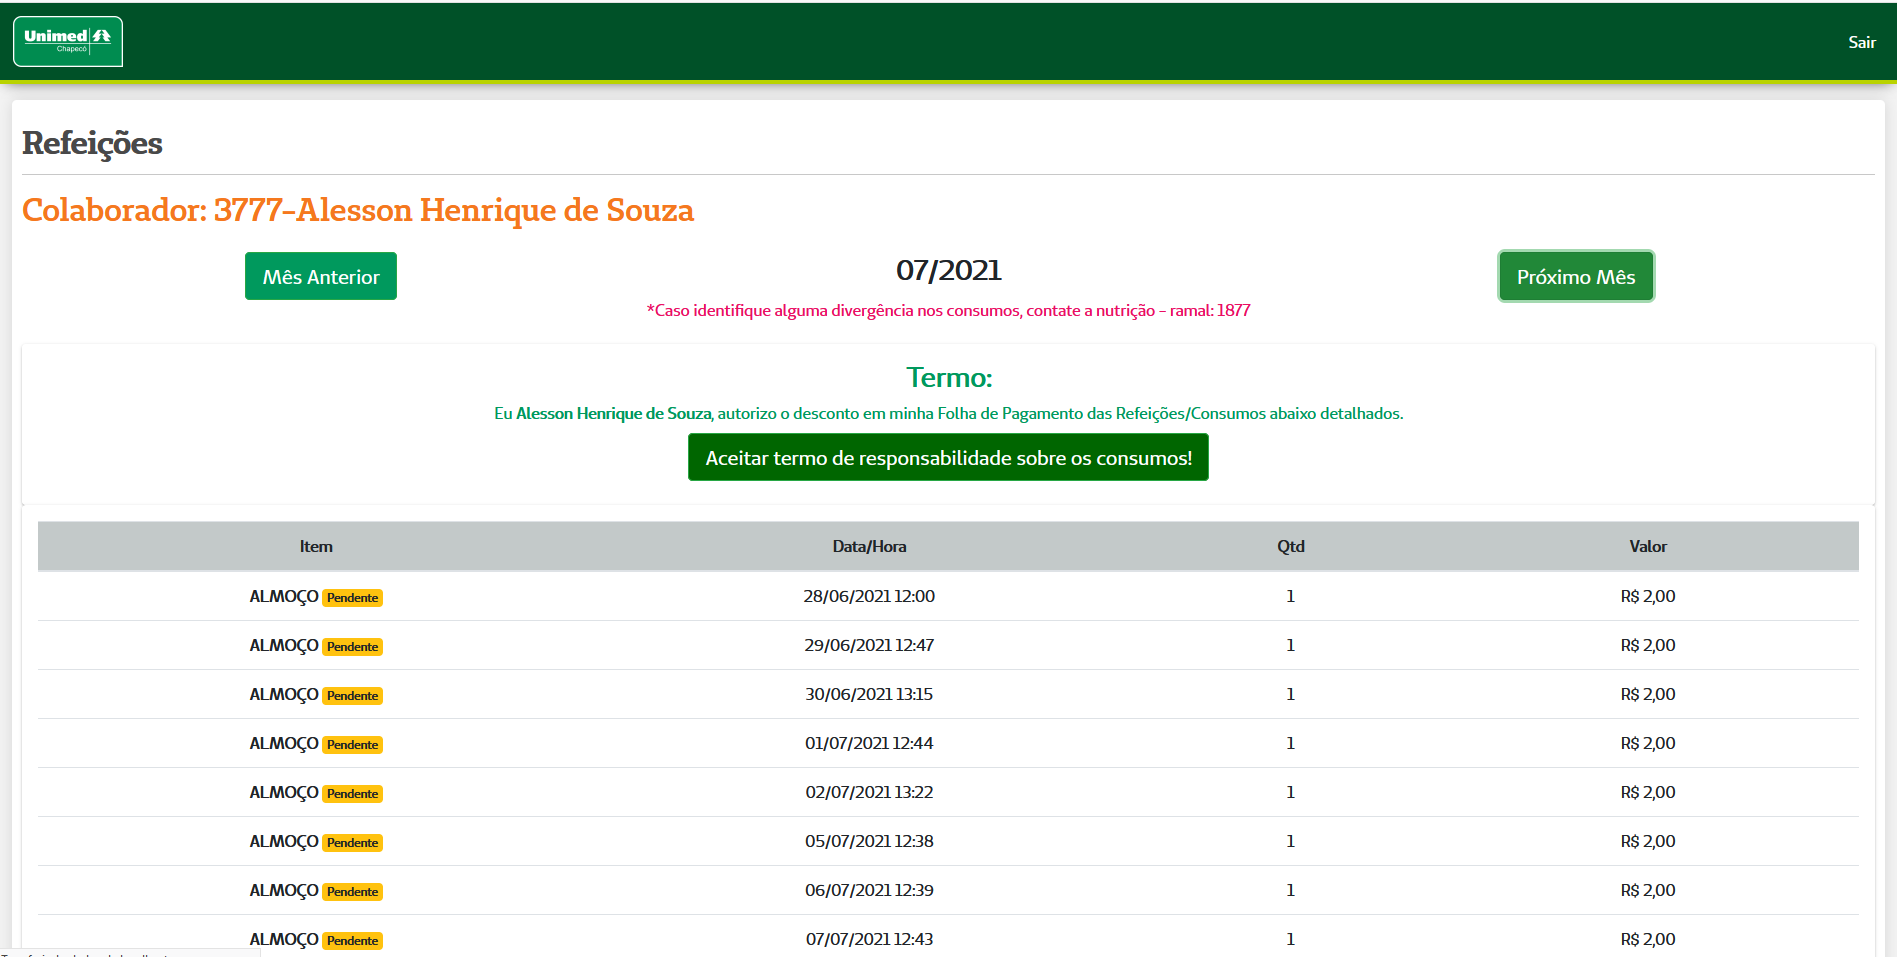 Unimed
Chapecó
Sair
Refeições
Colaborador: 3777-Alesson Henrique de Souza
Mês Anterior
07/2021
Próximo Mês
*Caso identifique alguma divergência nos consumos, contate a nutrição - ramal: 1877
Termo:
Eu Alesson Henrique de Souza, autorizo o desconto em minha Folha de Pagamento das Refeições/Consumos abaixo detalhados.
Aceitar termo de responsabilidade sobre os consumos!
Item Data/Hora Qtd Valor
ALMOÇO Pendente 28/06/2021 12:00 1 R$ 2,00
ALMOÇO Pendente 29/06/2021 12:47 1 R$ 2,00
ALMOÇO Pendente 30/06/2021 13:15 1 R$ 2,00
ALMOÇO Pendente 01/07/2021 12:44 1 R$ 2,00
ALMOÇO Pendente 02/07/2021 13:22 1 R$ 2,00
ALMOÇO Pendente 05/07/2021 12:38 1 R$ 2,00
ALMOÇO Pendente 06/07/2021 12:39 1 R$ 2,00
ALMOÇO Pendente 07/07/2021 12:43 1 R$ 2,00